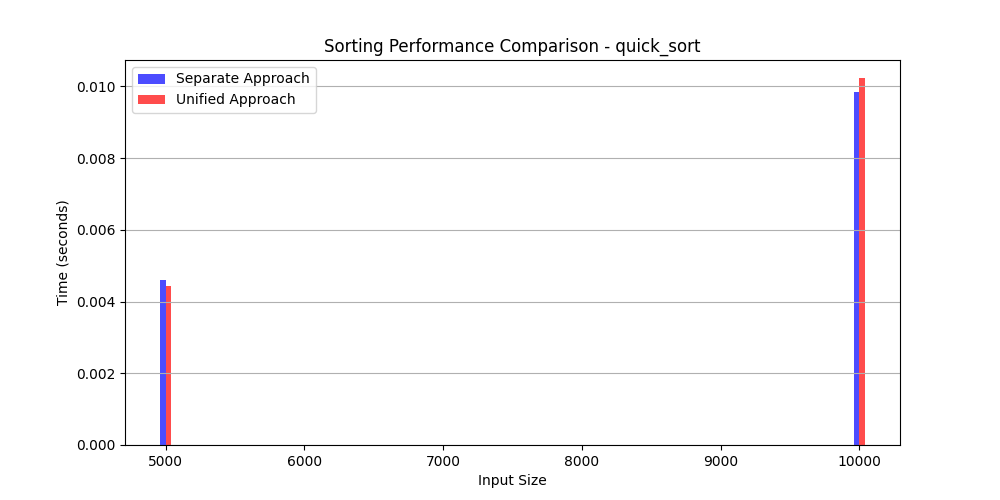 Sorting Performance Comparison - quick_sort
Separate Approach
Unified Approach
Time (seconds)
0.010
0.008
0.006
0.004
0.002
0.000
5000 6000 7000 8000 9000 10000
Input Size